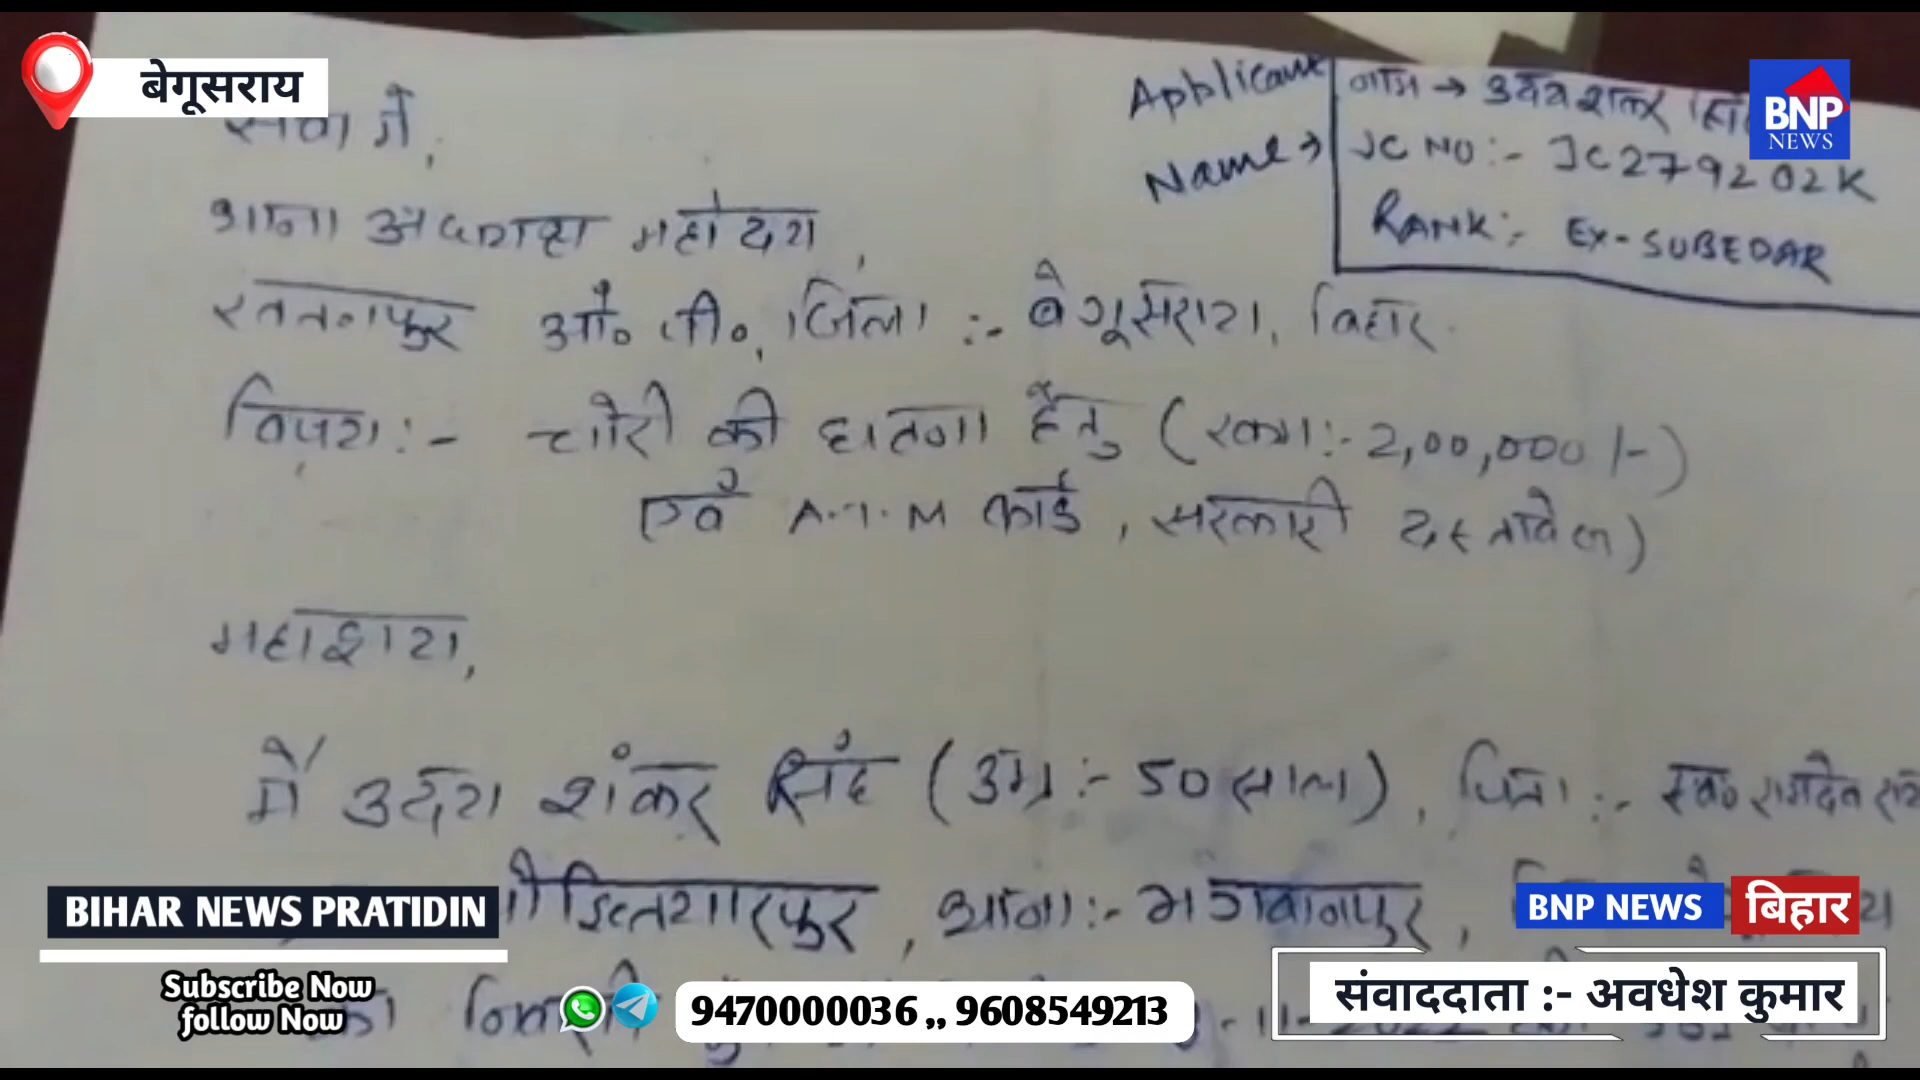 बेगूसराय
BNP
NEWS
सेवा में,
Applicant
Name →
नाम → उदय शंकर सिं
JC NO :- JC279202K
RANK :- EX-SUBEDAR
थाना अध्यक्ष महोदय,
रतनपुर ओ० पी०, जिला :- बेगूसराय, बिहार.
विषय :- चोरी की घटना हेतु (रकम :- 2,00,000/-)
एवं A.T.M कार्ड, सरकारी दस्तावेज)
महाशय,
मैं उदय शंकर सिंह (उम्र :- 50 साल), पिता :- स्व० रामदेव
थाना :- भगवानपुर,
BIHAR NEWS PRATIDIN
BNP NEWS बिहार
Subscribe Now
follow Now
9470000036 ,, 9608549213
संवाददाता :- अवधेश कुमार